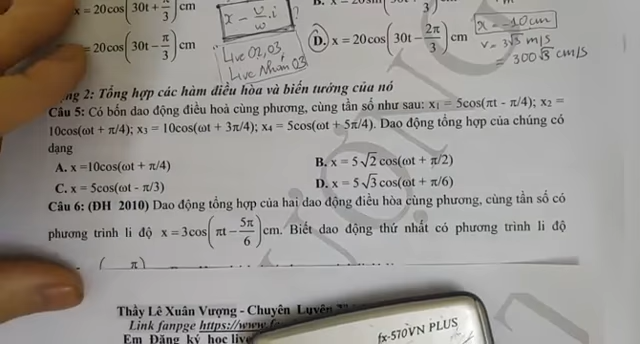 x = 20cos(30t + π/3) cm
= 20cos(30t − π/3) cm
x − v/ω . i
Live 02,03,
Live Nhóm 03
D. x = 20cos(30t − 2π/3) cm
x = −10cm
v = 3√3 m/s
= 300√3 cm/s
2: Tổng hợp các hàm điều hòa và biến tướng của nó
Câu 5: Có bốn dao động điều hoà cùng phương, cùng tần số như sau: x₁ = 5cos(πt - π/4); x₂ =
10cos(ωt + π/4); x₃ = 10cos(ωt + 3π/4); x₄ = 5cos(ωt + 5π/4). Dao động tổng hợp của chúng có
dạng
A. x =10cos(ωt + π/4)
B. x = 5√2 cos(ωt + π/2)
C. x = 5cos(ωt - π/3)
D. x = 5√3 cos(ωt + π/6)
Câu 6: (ĐH 2010) Dao động tổng hợp của hai dao động điều hòa cùng phương, cùng tần số có
phương trình li độ x = 3cos(πt − 5π/6) cm. Biết dao động thứ nhất có phương trình li độ
( π)
Thầy Lê Xuân Vượng - Chuyên Luyện
Link fanpge https://www.f
Em Đăng ký học live
fx-570VN PLUS